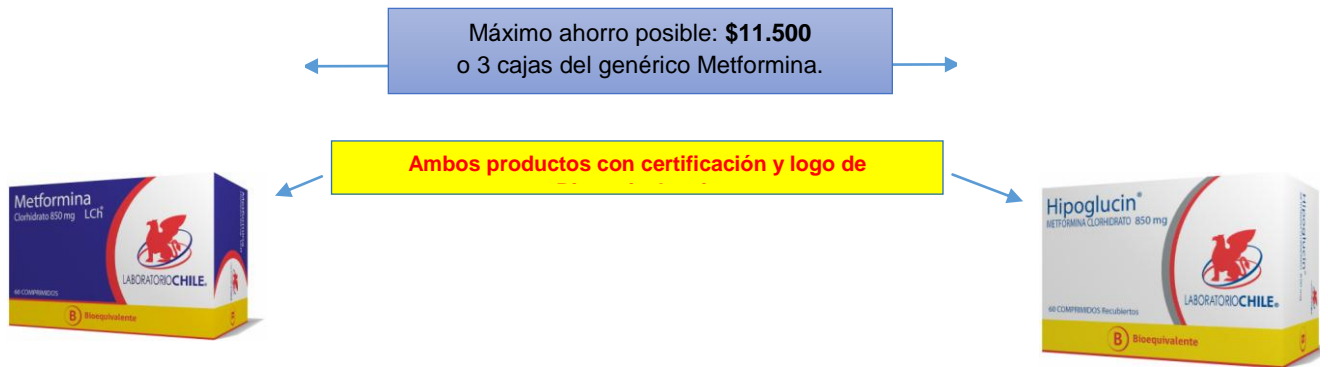 Máximo ahorro posible: $11.500
o 3 cajas del genérico Metformina.
Ambos productos con certificación y logo de
Metformina
Clorhidrato 850 mg LCh®
LABORATORIOCHILE®
60 COMPRIMIDOS
B Bioequivalente
B
Hipoglucin®
METFORMINA CLORHIDRATO 850 mg
LABORATORIOCHILE®
60 COMPRIMIDOS Recubiertos
B Bioequivalente
B
Hipoglucin®